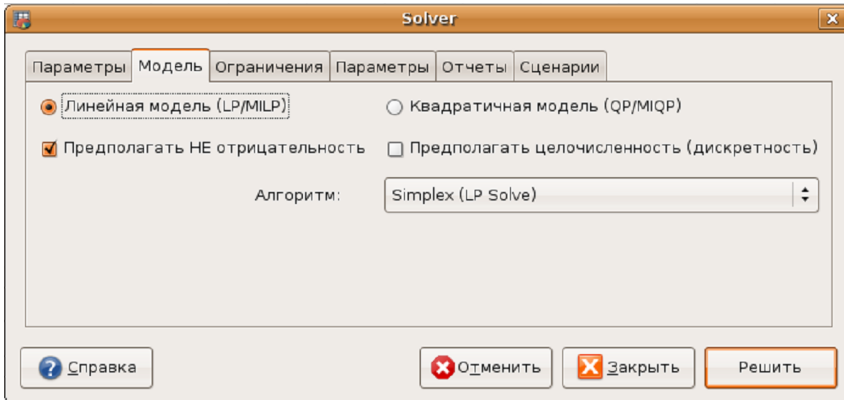 Solver
Параметры Модель Ограничения Параметры Отчеты Сценарии
Линейная модель (LP/MILP) Квадратичная модель (QP/MIQP)
Предполагать НЕ отрицательность Предполагать целочисленность (дискретность)
Алгоритм: Simplex (LP Solve)
Справка Отменить Закрыть Решить